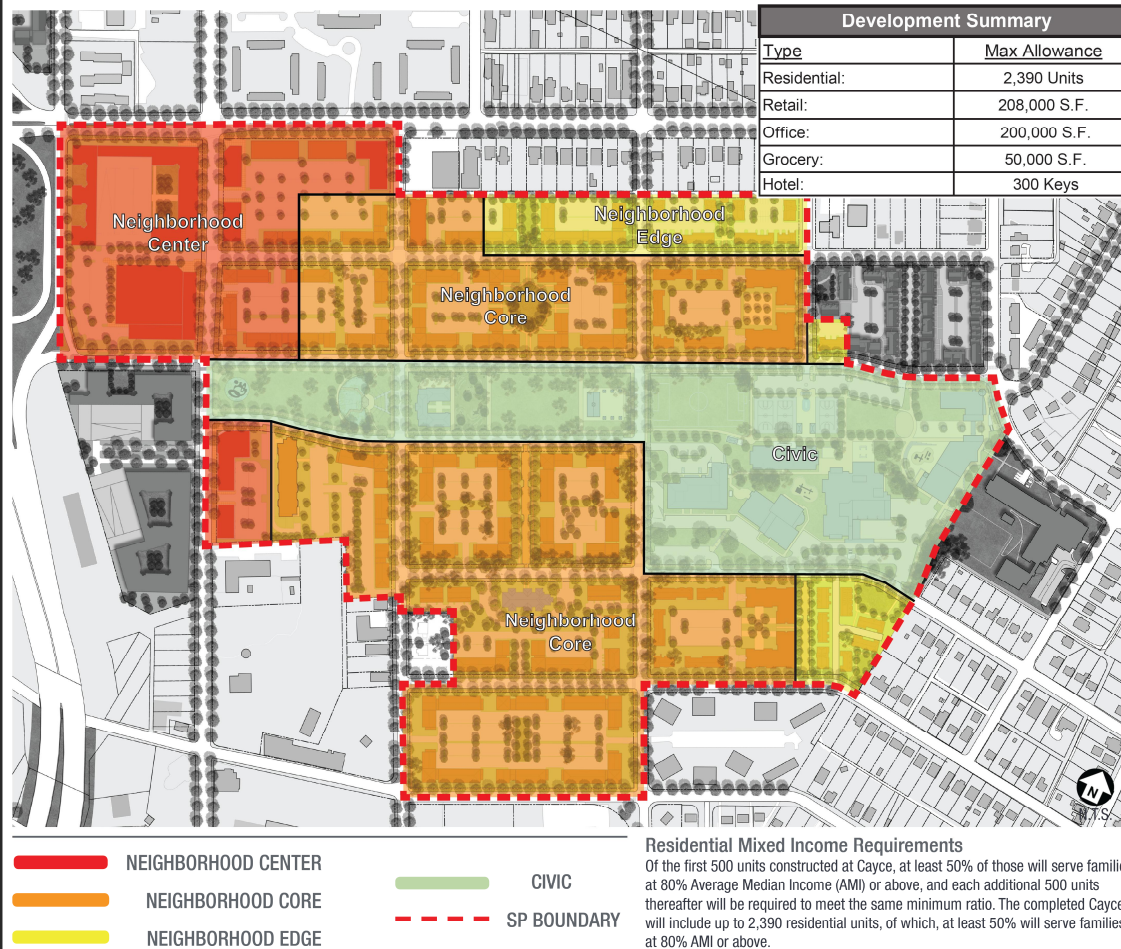 Development Summary
Type Max Allowance
Residential: 2,390 Units
Retail: 208,000 S.F.
Office: 200,000 S.F.
Grocery: 50,000 S.F.
Hotel: 300 Keys
Neighborhood
Center
Neighborhood
Edge
Neighborhood
Core
Civic
Neighborhood
Core
N
N.T.S.
NEIGHBORHOOD CENTER
NEIGHBORHOOD CORE
NEIGHBORHOOD EDGE
CIVIC
SP BOUNDARY
Residential Mixed Income Requirements
Of the first 500 units constructed at Cayce, at least 50% of those will serve familie
at 80% Average Median Income (AMI) or above, and each additional 500 units
thereafter will be required to meet the same minimum ratio. The completed Cayce
will include up to 2,390 residential units, of which, at least 50% will serve families
at 80% AMI or above.